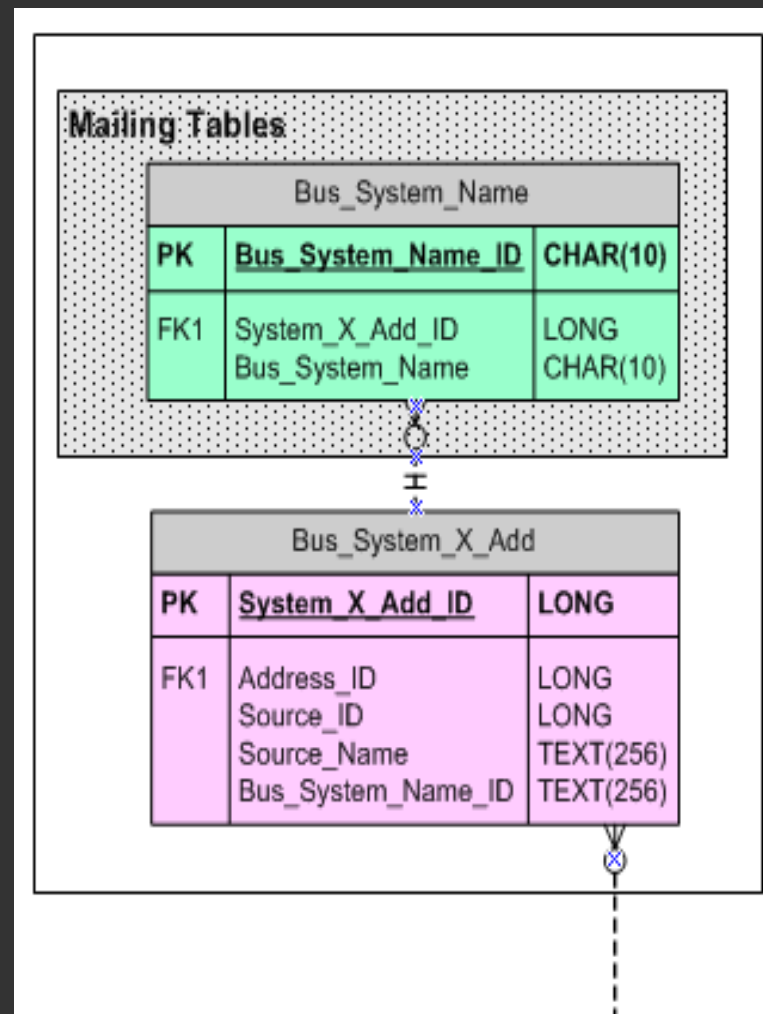 Mailing Tables
Bus_System_Name
PK Bus_System_Name_ID CHAR(10)
FK1 System_X_Add_ID LONG
Bus_System_Name CHAR(10)
Bus_System_X_Add
PK System_X_Add_ID LONG
FK1 Address_ID LONG
Source_ID LONG
Source_Name TEXT(256)
Bus_System_Name_ID TEXT(256)